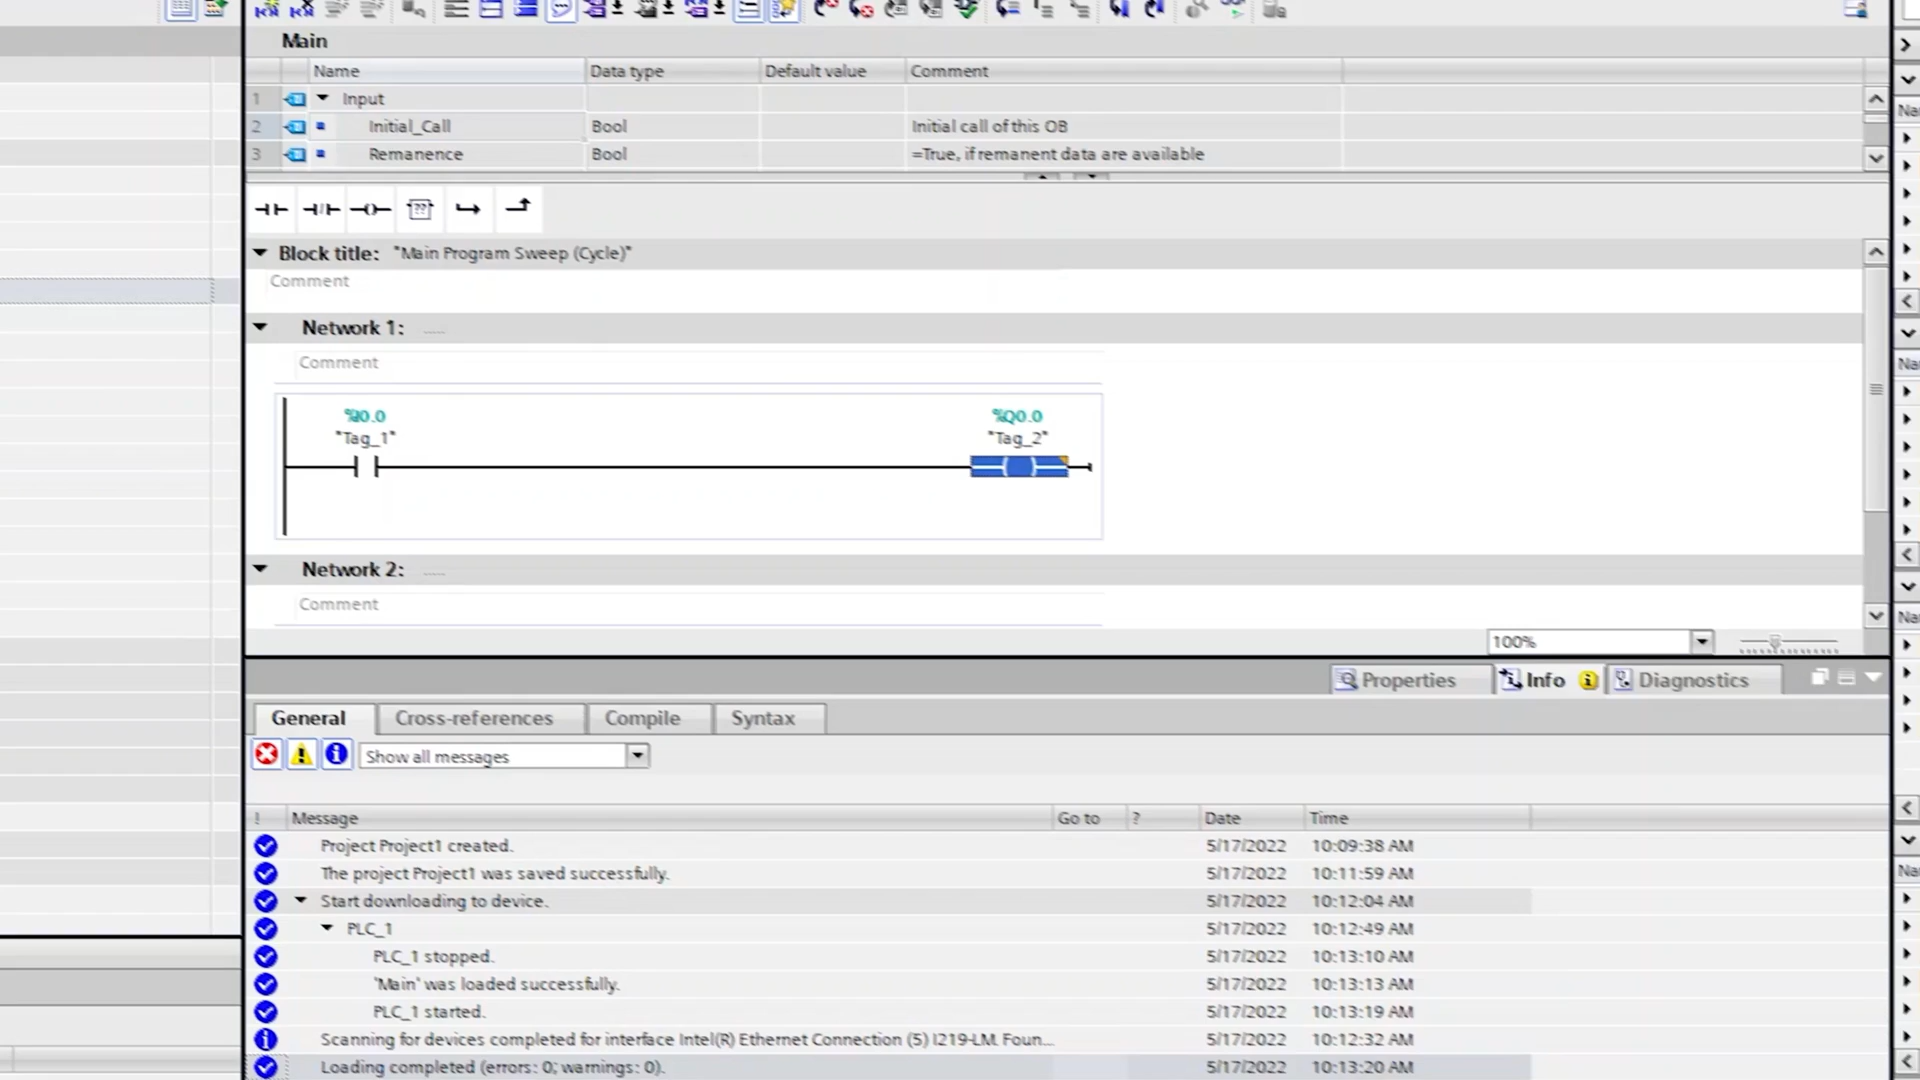 Main
Name Data type Default value Comment
1 Input
2 Initial_Call Bool Initial call of this OB
3 Remanence Bool =True, if remanent data are available
??
Block title: "Main Program Sweep (Cycle)"
Comment
Network 1: .....
Comment
%I0.0 %Q0.0
"Tag_1" "Tag_2"
Network 2: .....
Comment
100%
Properties Info Diagnostics
General Cross-references Compile Syntax
Show all messages
! Message Go to ? Date Time
Project Project1 created. 5/17/2022 10:09:38 AM
The project Project1 was saved successfully. 5/17/2022 10:11:59 AM
Start downloading to device. 5/17/2022 10:12:04 AM
PLC_1 5/17/2022 10:12:49 AM
PLC_1 stopped. 5/17/2022 10:13:10 AM
'Main' was loaded successfully. 5/17/2022 10:13:13 AM
PLC_1 started. 5/17/2022 10:13:19 AM
Scanning for devices completed for interface Intel(R) Ethernet Connection (5) I219-LM. Foun... 5/17/2022 10:12:32 AM
Loading completed (errors: 0; warnings: 0). 5/17/2022 10:13:20 AM